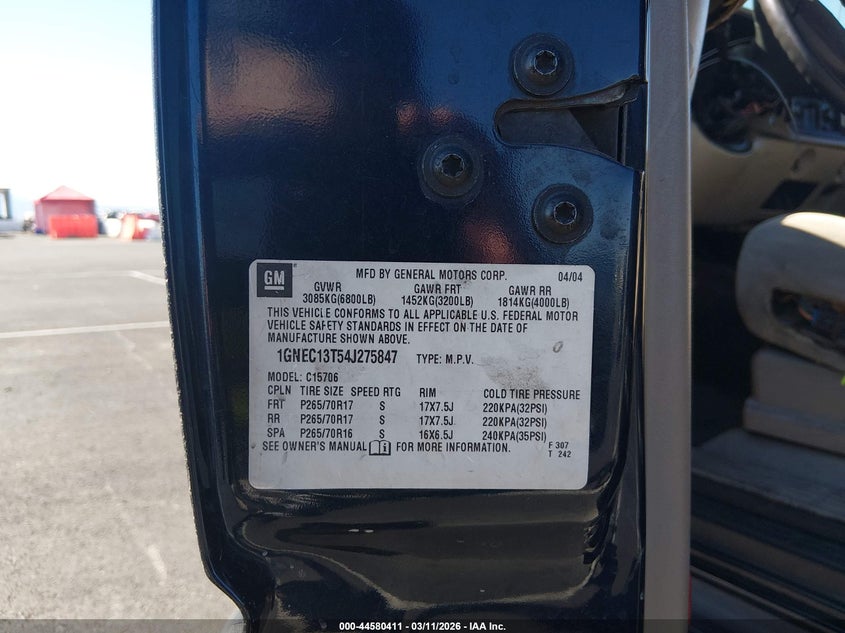 GM
MFD BY GENERAL MOTORS CORP. 04/04
GVWR GAWR FRT GAWR RR
3085KG(6800LB) 1452KG(3200LB) 1814KG(4000LB)
THIS VEHICLE CONFORMS TO ALL APPLICABLE U.S. FEDERAL MOTOR
VEHICLE SAFETY STANDARDS IN EFFECT ON THE DATE OF
MANUFACTURE SHOWN ABOVE.
1GNEC13T54J275847 TYPE: M.P.V.
MODEL: C15706
CPLN TIRE SIZE SPEED RTG RIM COLD TIRE PRESSURE
FRT P265/70R17 S 17X7.5J 220KPA(32PSI)
RR P265/70R17 S 17X7.5J 220KPA(32PSI)
SPA P265/70R16 S 16X6.5J 240KPA(35PSI)
SEE OWNER'S MANUAL FOR MORE INFORMATION. F 307
T 242
000-44580411 - 03/11/2026 - IAA Inc.